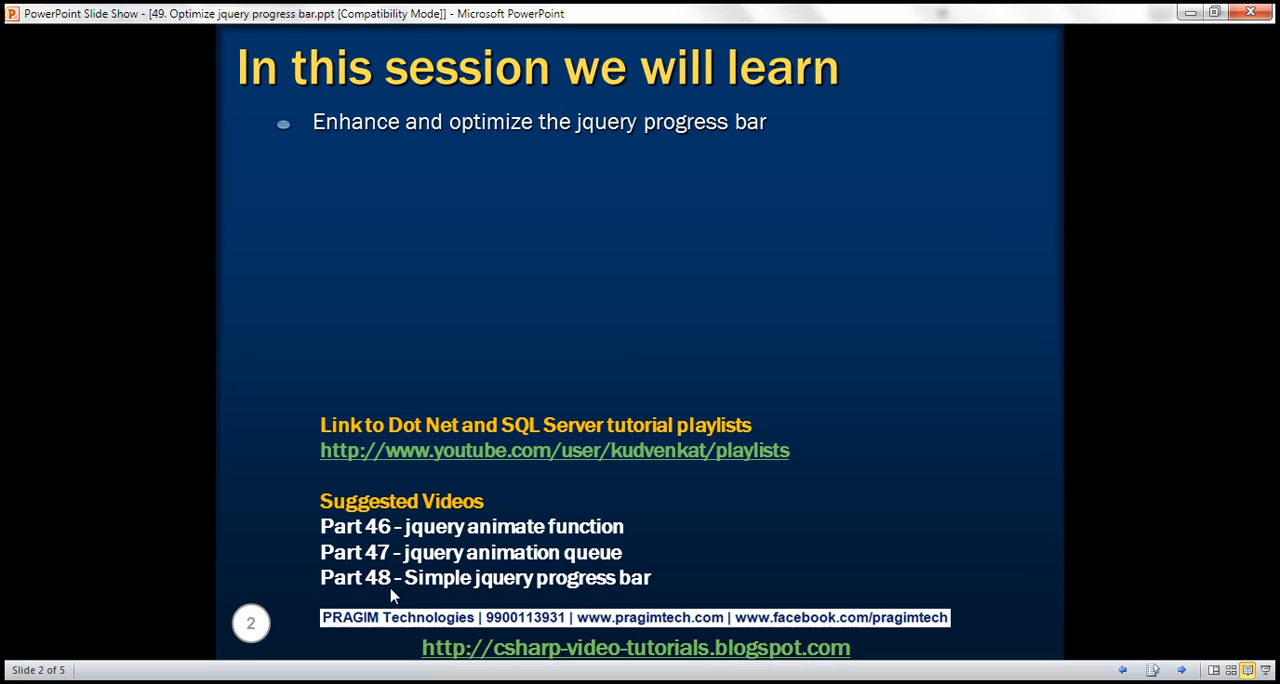 PowerPoint Slide Show - [49. Optimize jquery progress bar.ppt [Compatibility Mode]] - Microsoft PowerPoint
In this session we will learn
Enhance and optimize the jquery progress bar
Link to Dot Net and SQL Server tutorial playlists
http://www.youtube.com/user/kudvenkat/playlists
Suggested Videos
Part 46 - jquery animate function
Part 47 - jquery animation queue
Part 48 - Simple jquery progress bar
2
PRAGIM Technologies | 9900113931 | www.pragimtech.com | www.facebook.com/pragimtech
http://csharp-video-tutorials.blogspot.com
Slide 2 of 5